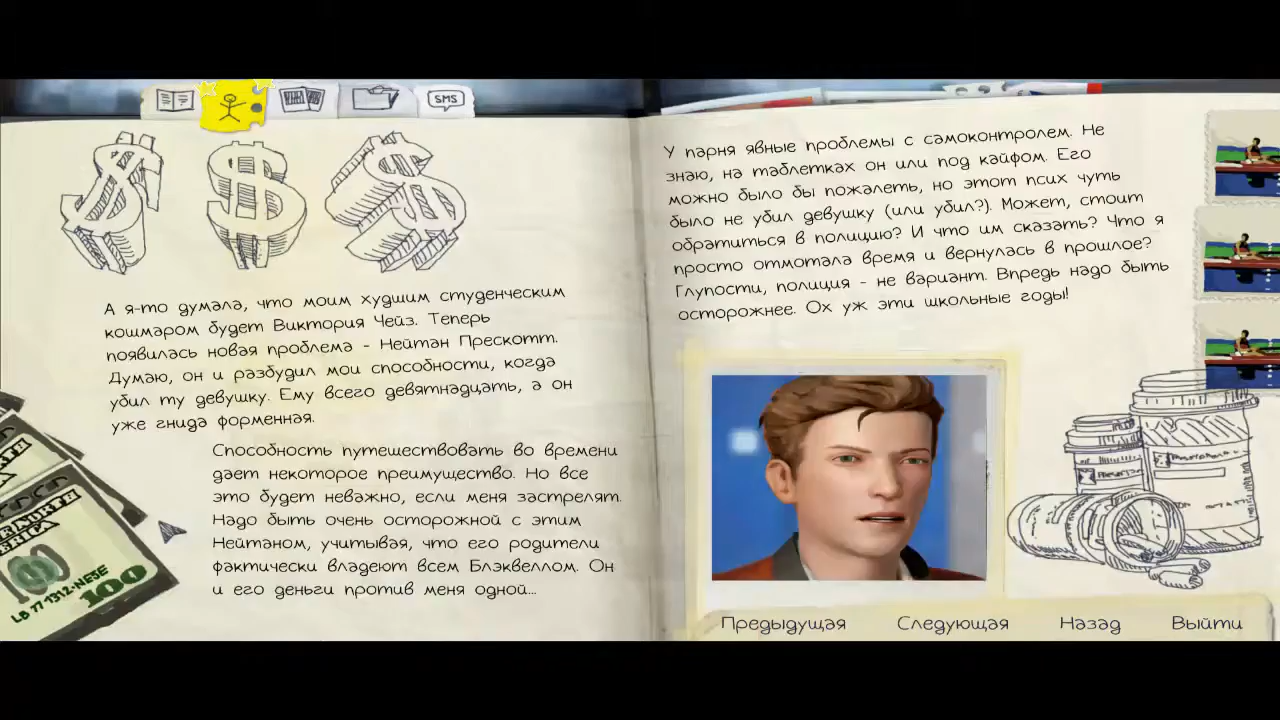 SMS
А я-то думала, что моим худшим студенческим
кошмаром будет Виктория Чейз. Теперь
появилась новая проблема - Нейтан Прескотт.
Думаю, он и разбудил мои способности, когда
убил ту девушку. Ему всего девятнадцать, а он
уже гнида форменная.
Способность путешествовать во времени
дает некоторое преимущество. Но все
это будет неважно, если меня застрелят.
Надо быть очень осторожной с этим
Нейтаном, учитывая, что его родители
фактически владеют всем Блэквеллом. Он
и его деньги против меня одной...
100
У парня явные проблемы с самоконтролем. Не
знаю, на таблетках он или под кайфом. Его
можно было бы пожалеть, но этот псих чуть
было не убил девушку (или убил?). Может, стоит
обратиться в полицию? И что им сказать? Что я
просто отмотала время и вернулась в прошлое?
Глупости, полиция - не вариант. Впредь надо быть
осторожнее. Ох уж эти школьные годы!
Предыдущая Следующая Назад Выйти